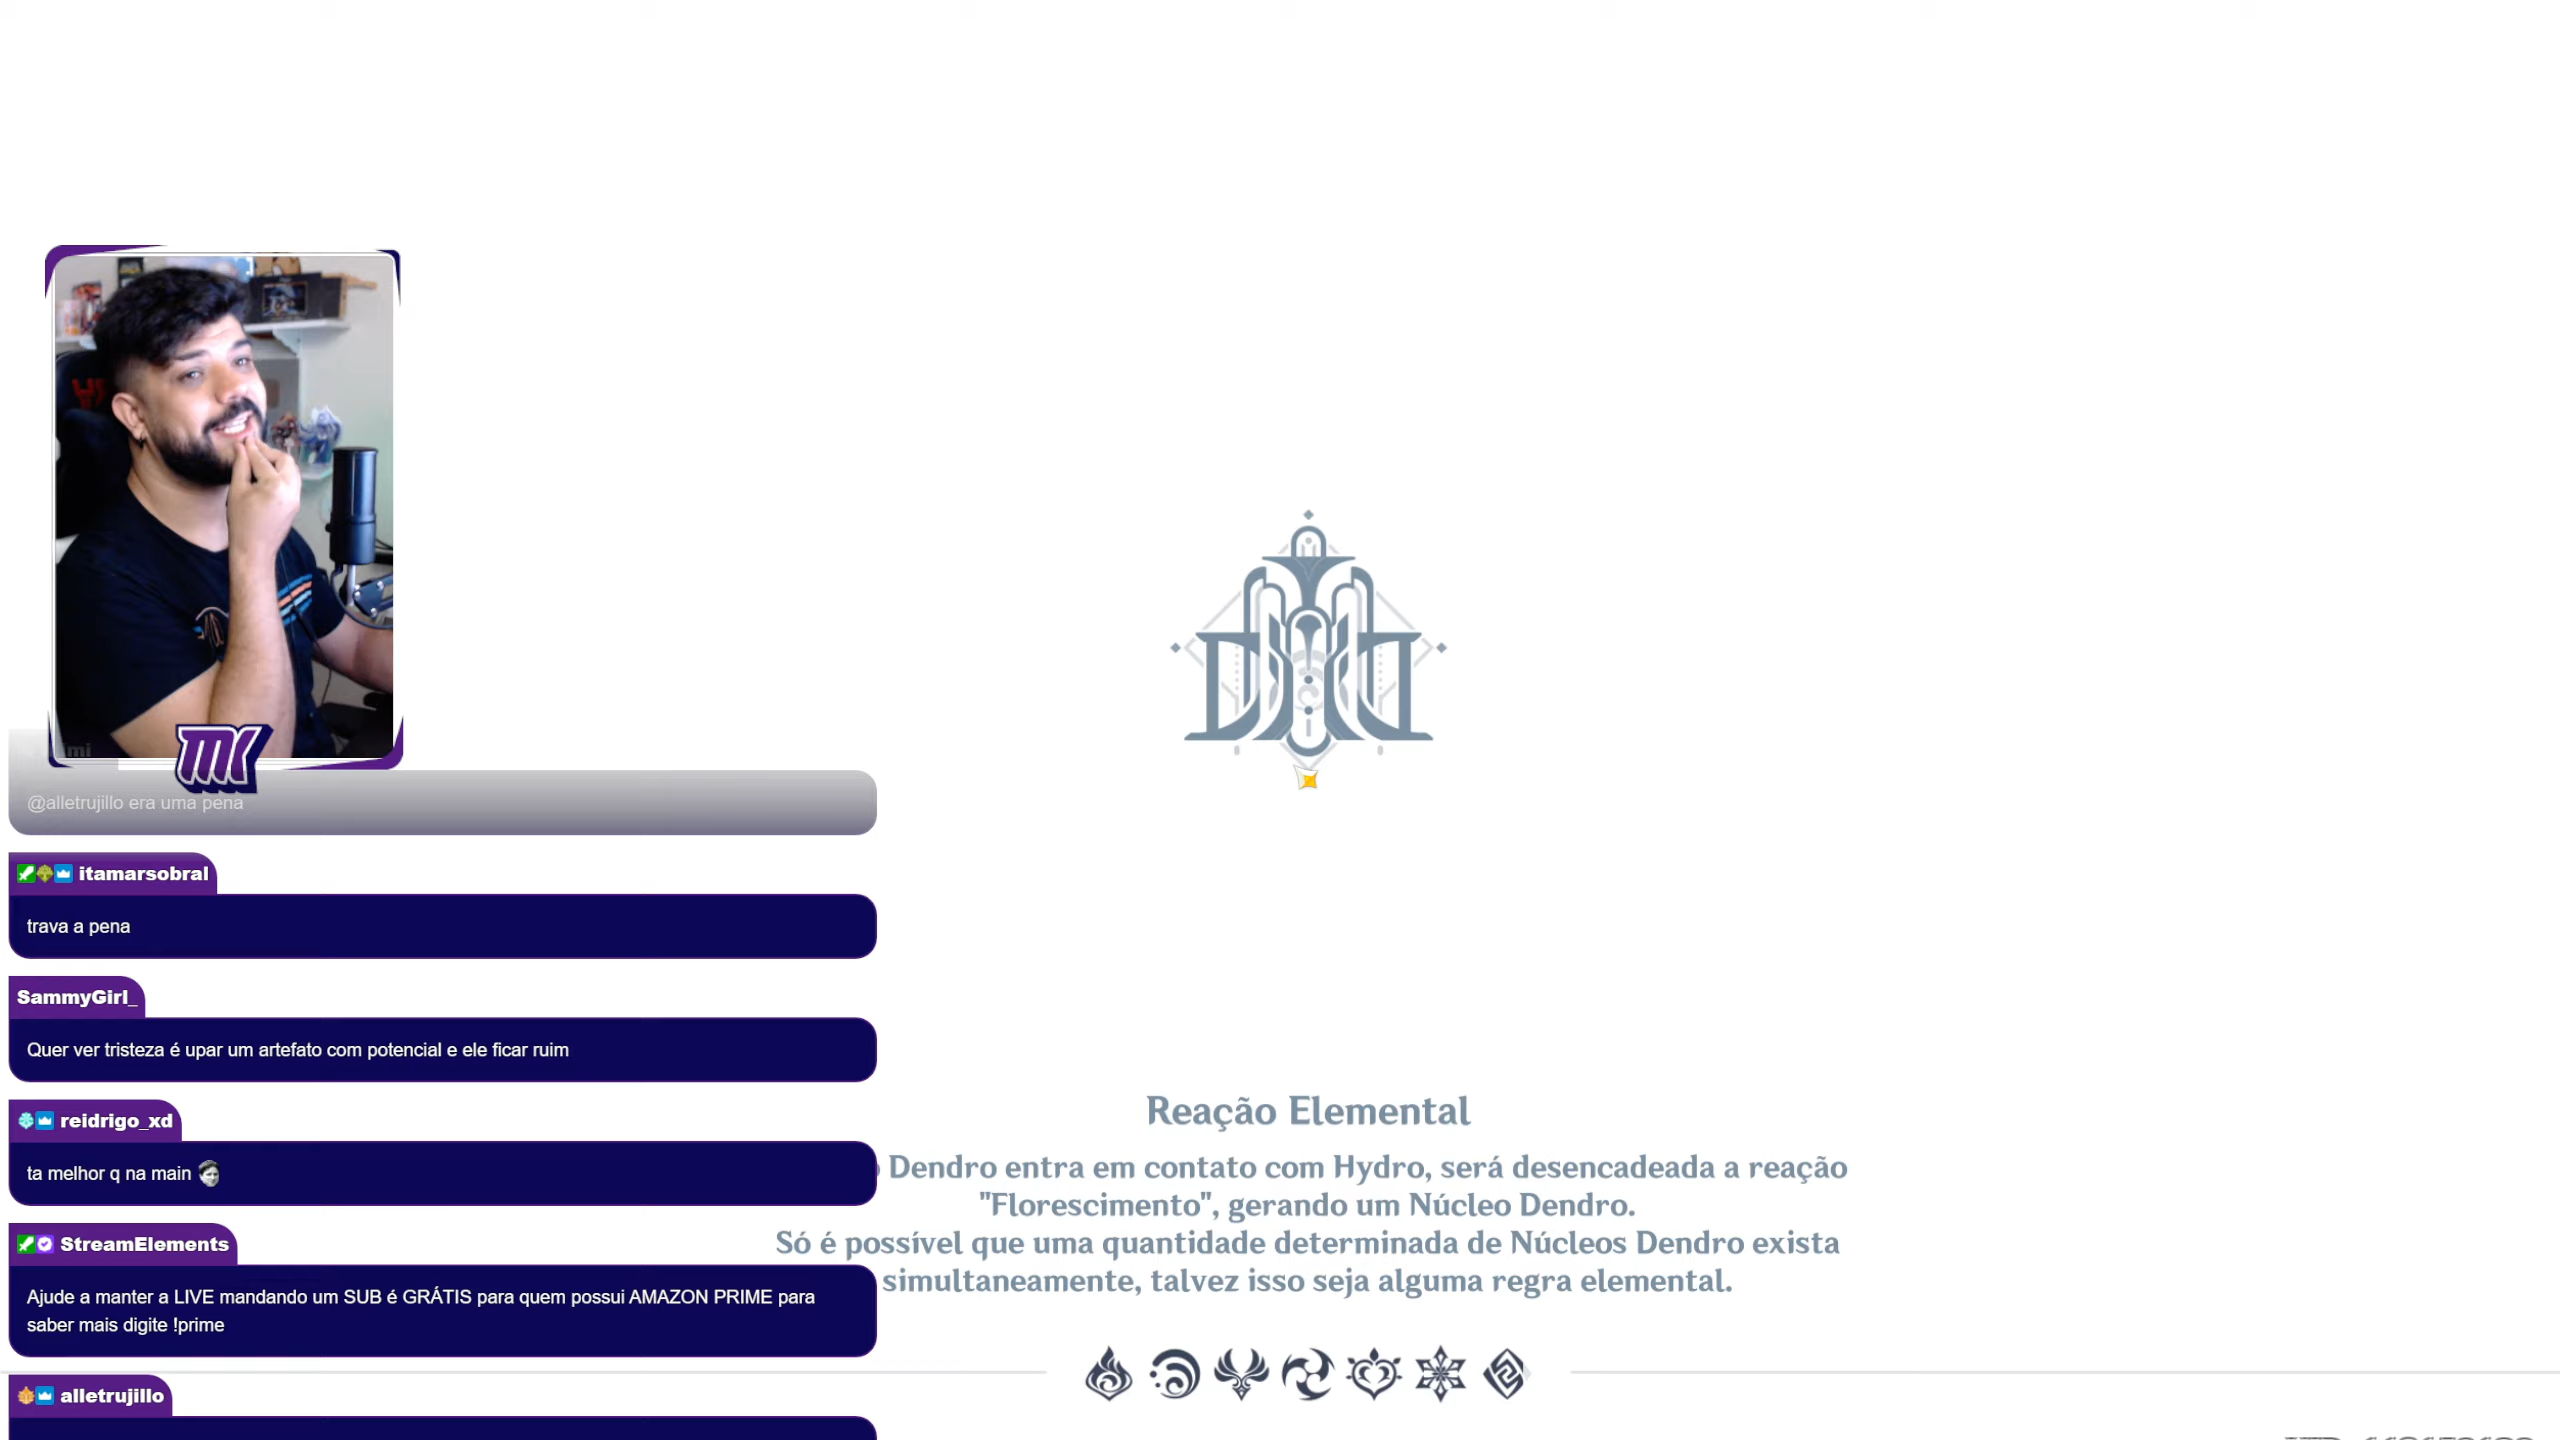 MK
@alletrujillo era uma pena
itamarsobral
trava a pena
SammyGirl_
Quer ver tristeza é upar um artefato com potencial e ele ficar ruim
reidrigo_xd
ta melhor q na main
StreamElements
Ajude a manter a LIVE mandando um SUB é GRÁTIS para quem possui AMAZON PRIME para
saber mais digite !prime
alletrujillo
Reação Elemental
Dendro entra em contato com Hydro, será desencadeada a reação
"Florescimento", gerando um Núcleo Dendro.
Só é possível que uma quantidade determinada de Núcleos Dendro exista
simultaneamente, talvez isso seja alguma regra elemental.